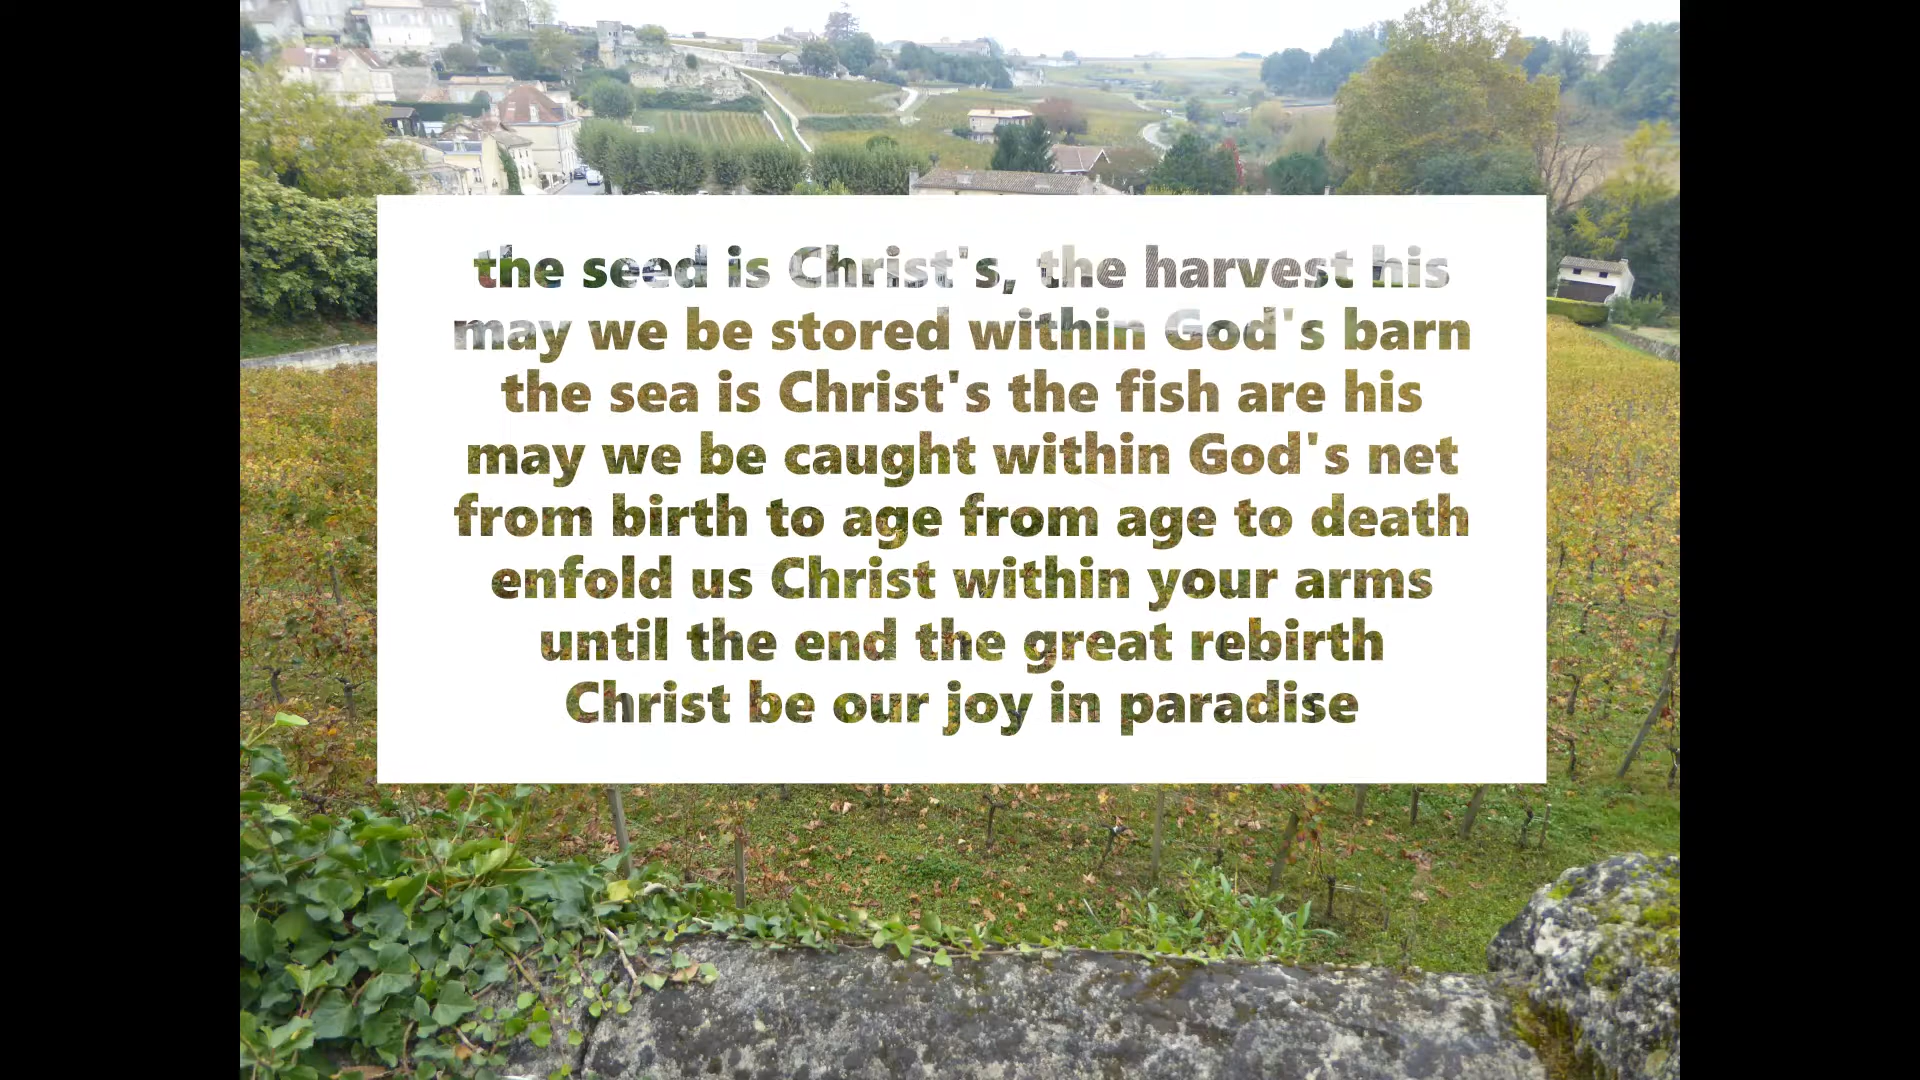 the seed is Christ's, the harvest his
may we be stored within God's barn
the sea is Christ's the fish are his
may we be caught within God's net
from birth to age from age to death
enfold us Christ within your arms
until the end the great rebirth
Christ be our joy in paradise